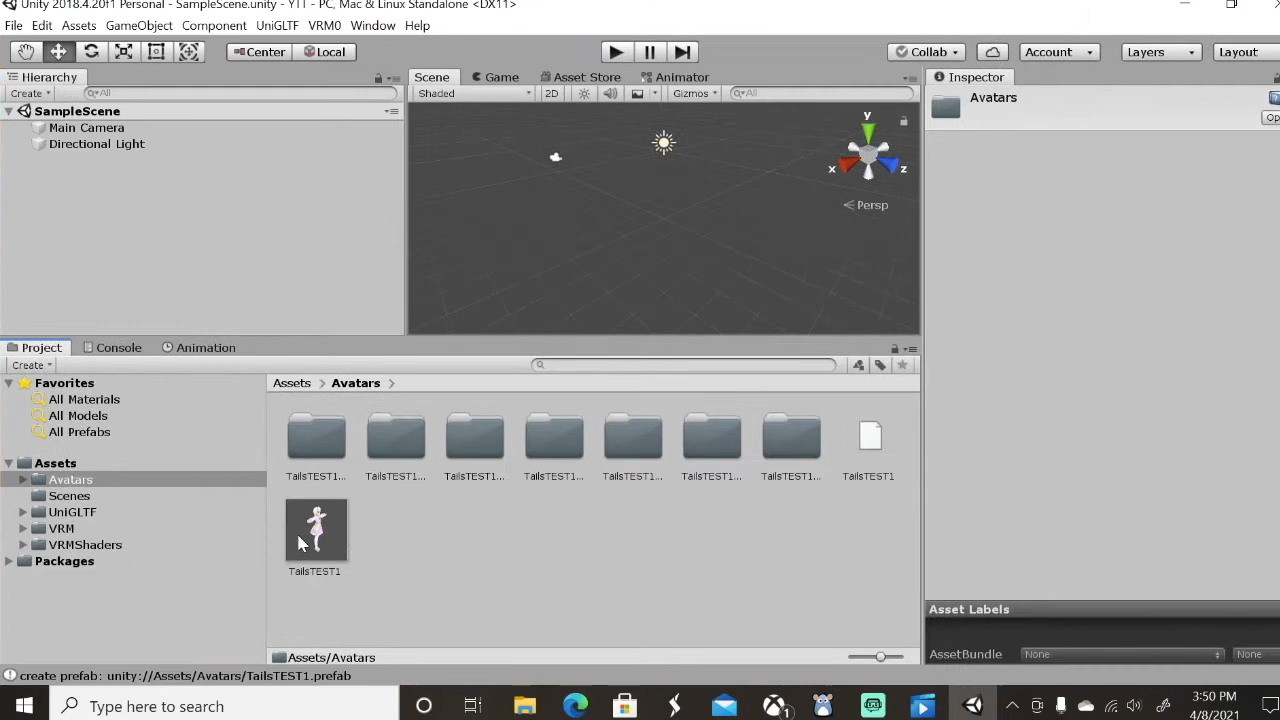 Unity 2018.4.20f1 Personal - SampleScene.unity - YTT - PC, Mac & Linux Standalone <DX11>
File Edit Assets GameObject Component UniGLTF VRM0 Window Help
Center Local Collab Account Layers Layout
Hierarchy Scene Game Asset Store Animator Inspector
Create All Shaded 2D Gizmos All Avatars
SampleScene
Main Camera
Directional Light
y
x z
Persp
Project Console Animation
Create
Favorites Assets Avatars
All Materials
All Models
All Prefabs
Assets
Avatars TailsTEST1... TailsTEST1... TailsTEST1... TailsTEST1... TailsTEST1... TailsTEST1... TailsTEST1... TailsTEST1
Scenes
UniGLTF
VRM
VRMShaders
Packages
TailsTEST1
Asset Labels
Assets/Avatars AssetBundle None None
create prefab: unity://Assets/Avatars/TailsTEST1.prefab
Type here to search
3:50 PM
4/8/2021